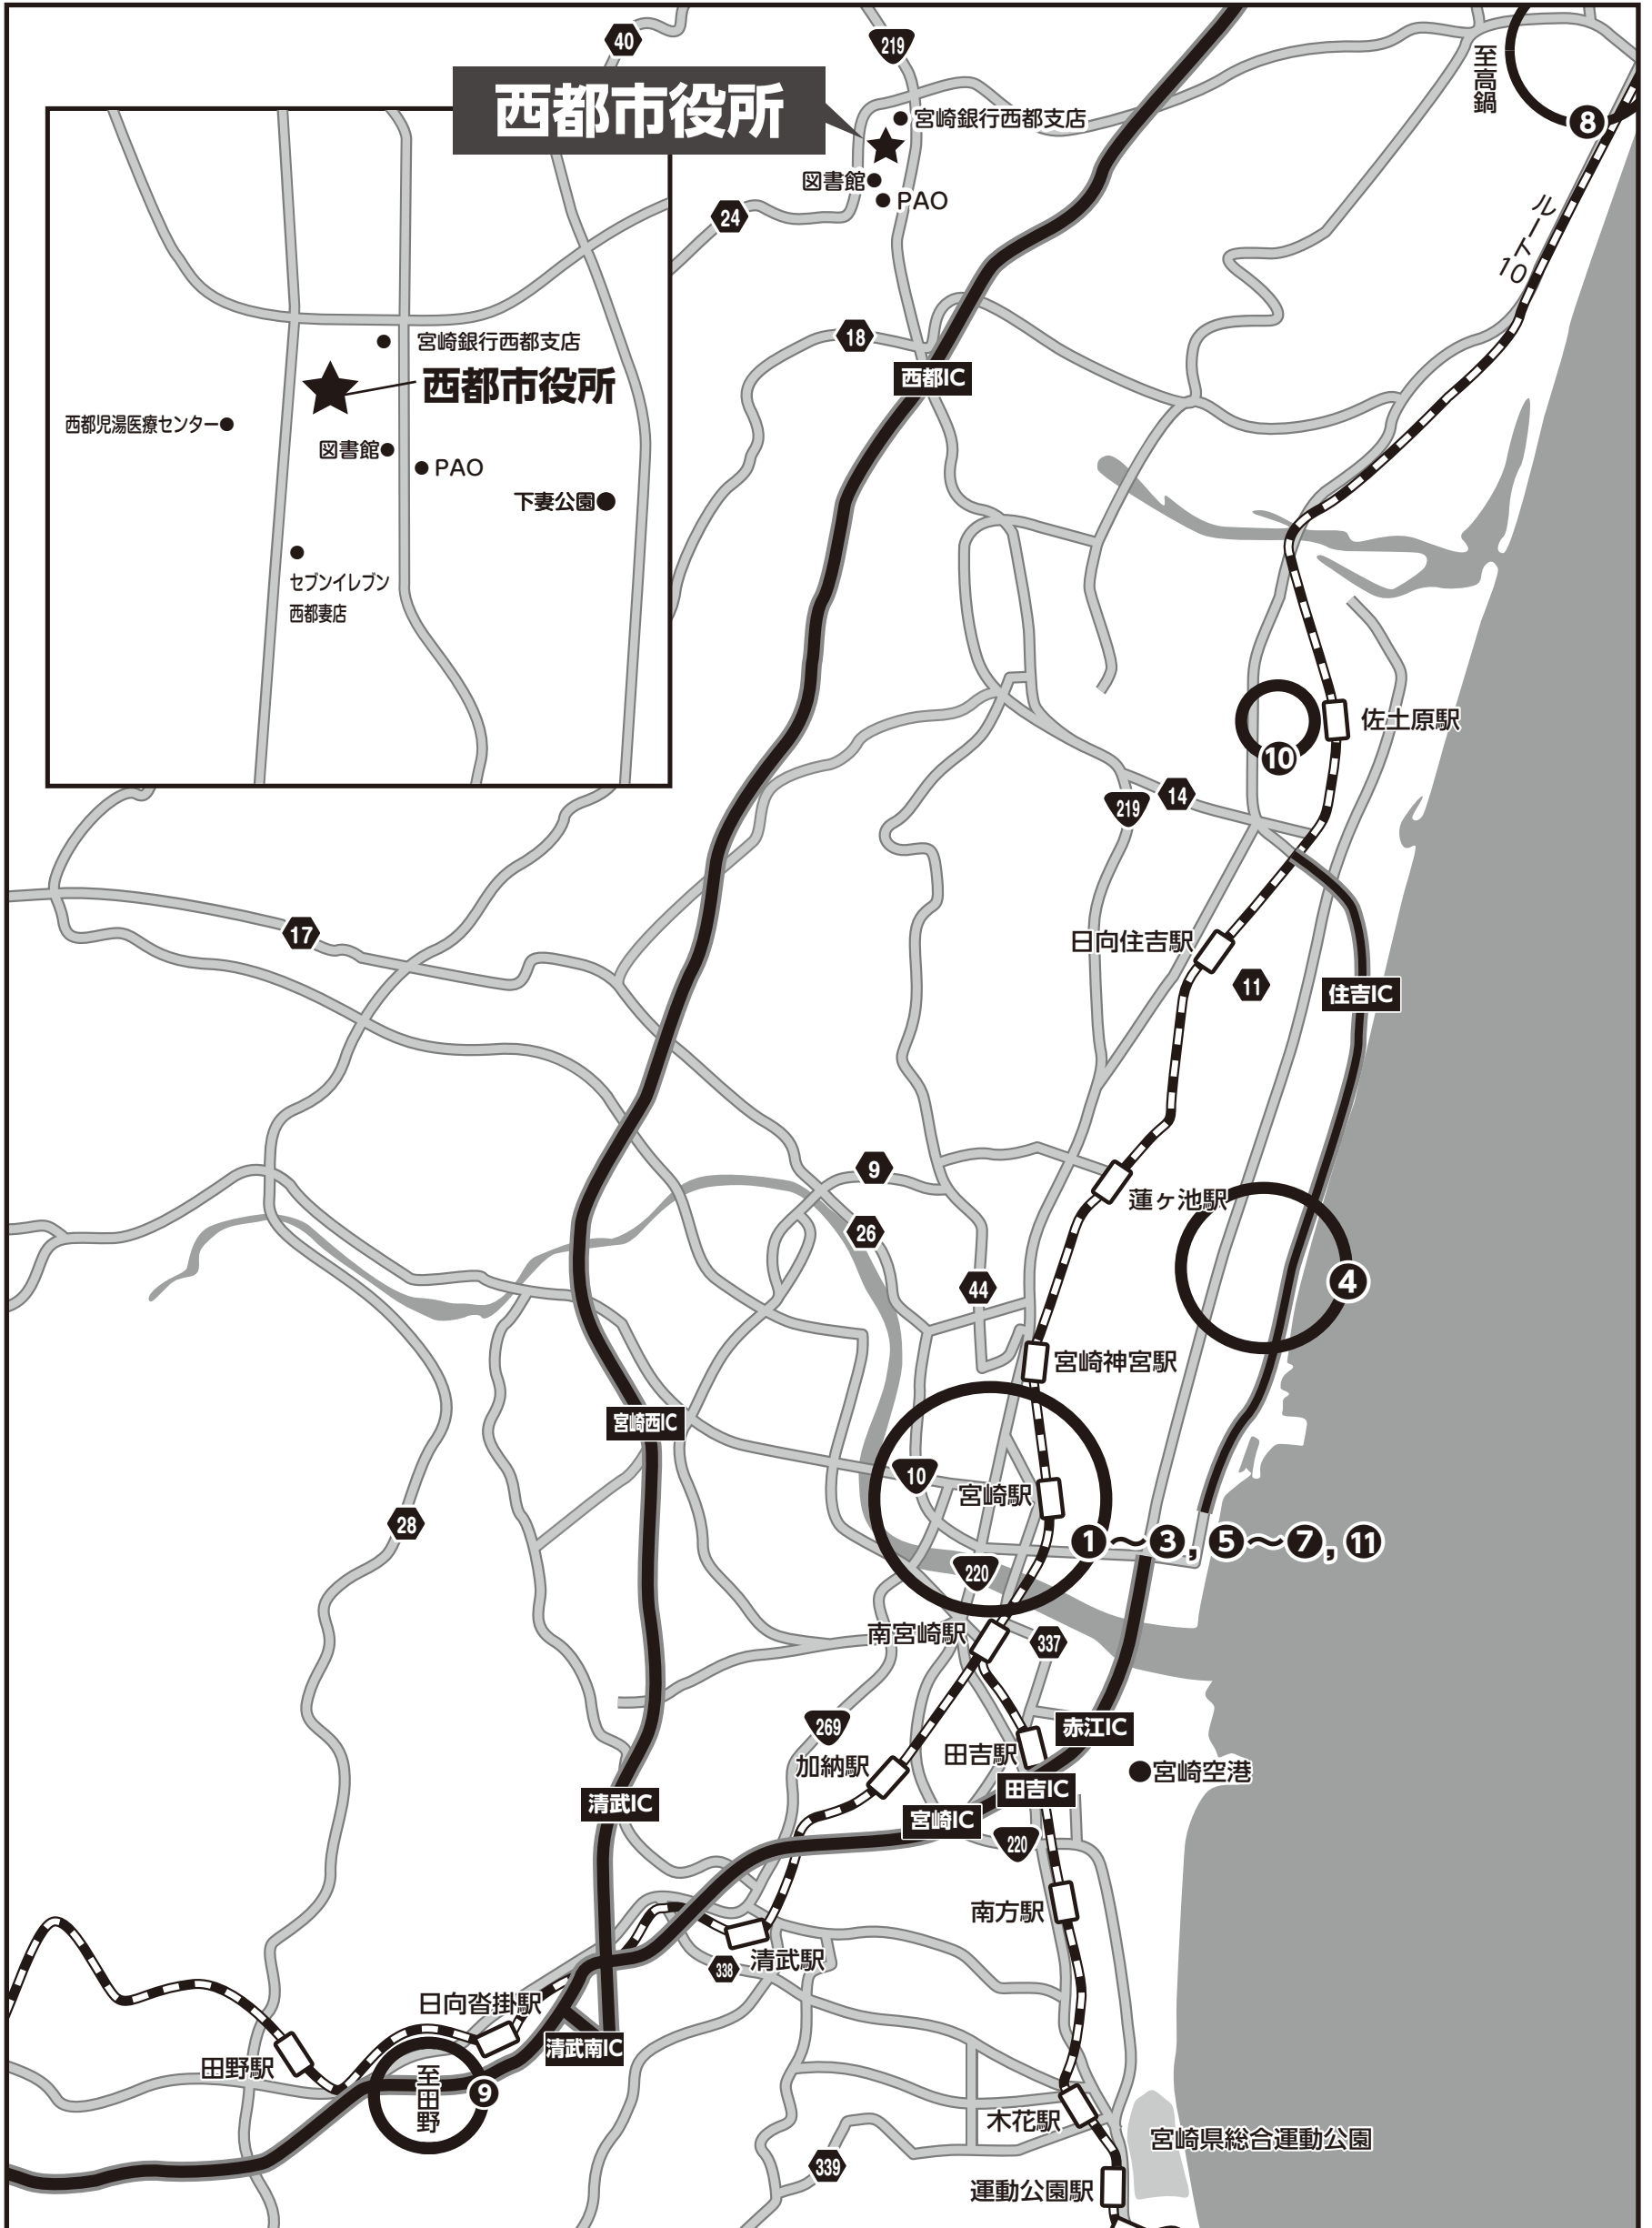 40
219
至高鍋
8
西都市役所
宮崎銀行西都支店
図書館
PAO
24
ルート10
18
西都IC
宮崎銀行西都支店
西都市役所
西都児湯医療センター
図書館
PAO
下妻公園
セブンイレブン
西都妻店
佐土原駅
10
14
219
17
日向住吉駅
11
住吉IC
9
蓮ヶ池駅
26
44
4
宮崎神宮駅
宮崎西IC
10
宮崎駅
28
1～3, 5～7, 11
220
南宮崎駅
337
269
赤江IC
田吉駅
加納駅
宮崎空港
田吉IC
清武IC
宮崎IC
220
南方駅
清武駅
338
日向沓掛駅
清武南IC
田野駅
至田野
9
木花駅
宮崎県総合運動公園
339
運動公園駅